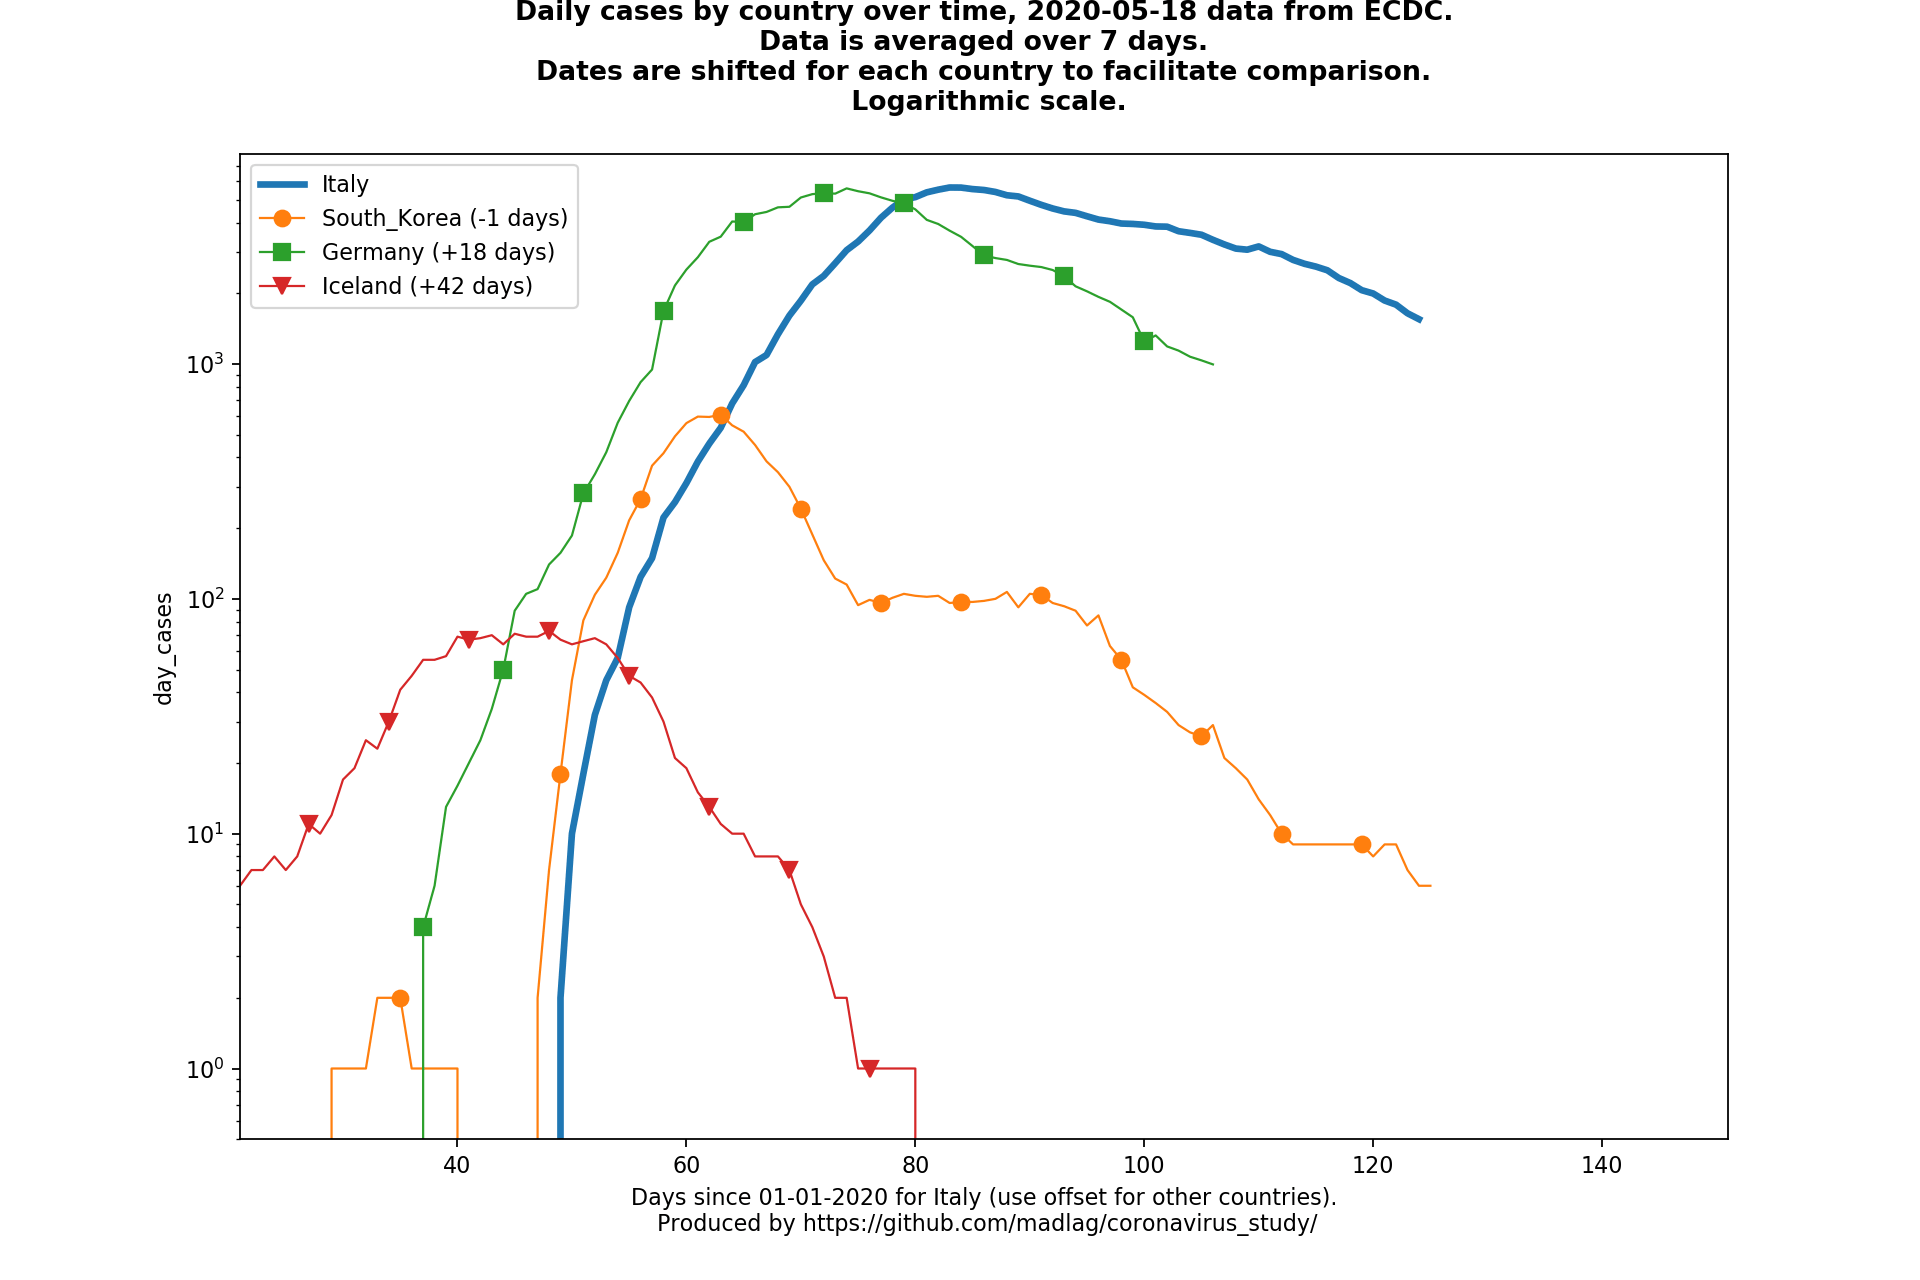 Daily cases by country over time, 2020-05-18 data from ECDC.
Data is averaged over 7 days.
Dates are shifted for each country to facilitate comparison.
Logarithmic scale.
Italy
South_Korea (-1 days)
Germany (+18 days)
Iceland (+42 days)
day_cases
10³
10²
10¹
10⁰
40 60 80 100 120 140
Days since 01-01-2020 for Italy (use offset for other countries).
Produced by https://github.com/madlag/coronavirus_study/